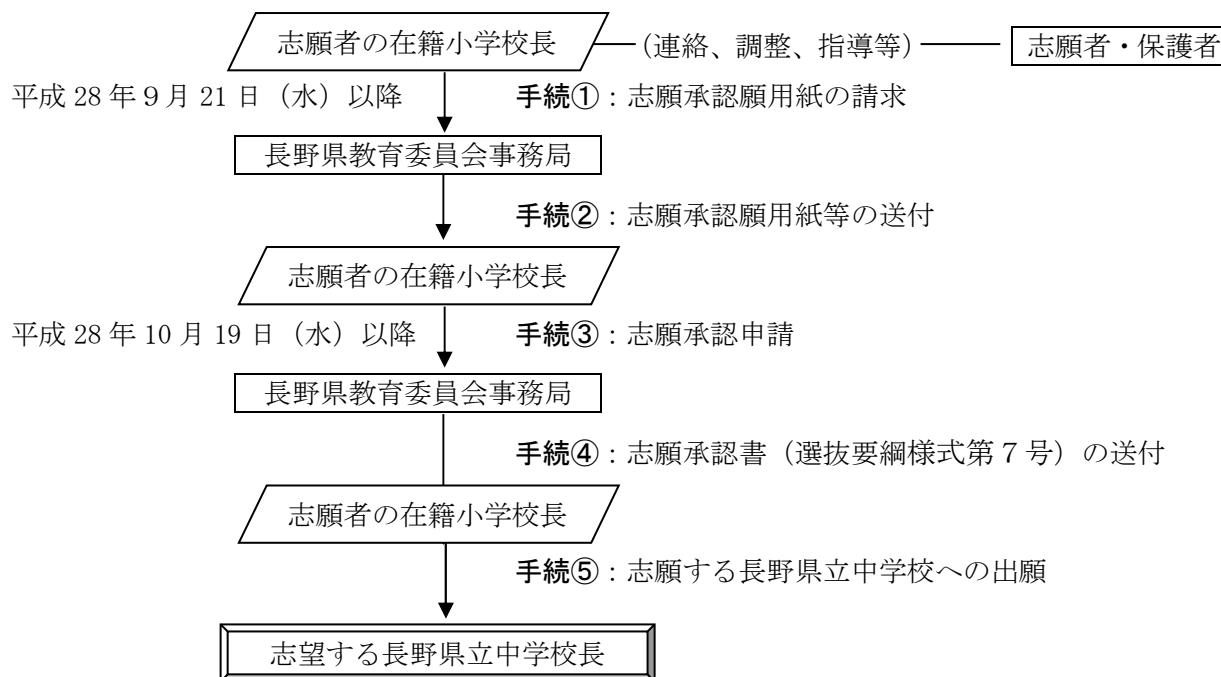 志願者の在籍小学校長 (連絡、調整、指導等) 志願者・保護者
平成 28 年９月 21 日（水）以降 手続①：志願承認願用紙の請求
長野県教育委員会事務局
手続②：志願承認願用紙等の送付
志願者の在籍小学校長
平成 28 年 10 月 19 日（水）以降 手続③：志願承認申請
長野県教育委員会事務局
手続④：志願承認書（選抜要綱様式第７号）の送付
志願者の在籍小学校長
手続⑤：志願する長野県立中学校への出願
志望する長野県立中学校長